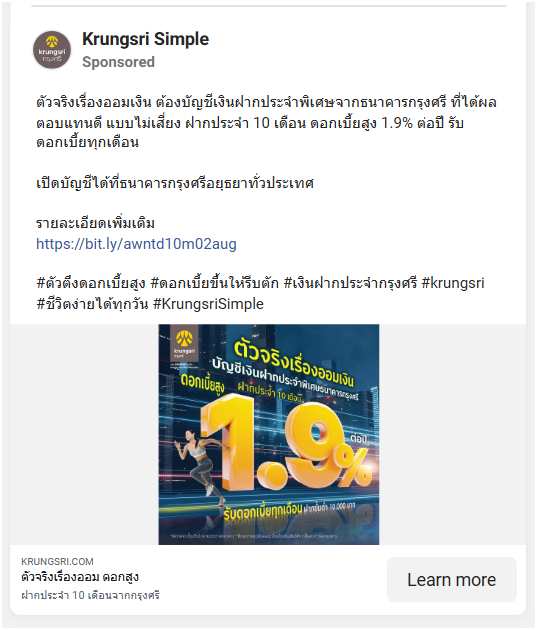 Krungsri Simple
Sponsored
krungsri
กรุงศรี
ตัวจริงเรื่องออมเงิน ต้องบัญชีเงินฝากประจำพิเศษจากธนาคารกรุงศรี ที่ได้ผล
ตอบแทนดี แบบไม่เสี่ยง ฝากประจำ 10 เดือน ดอกเบี้ยสูง 1.9% ต่อปี รับ
ดอกเบี้ยทุกเดือน
เปิดบัญชีได้ที่ธนาคารกรุงศรีอยุธยาทั่วประเทศ
รายละเอียดเพิ่มเติม
https://bit.ly/awntd10m02aug
#ตัวตึงดอกเบี้ยสูง #ดอกเบี้ยขึ้นให้รีบตัก #เงินฝากประจำกรุงศรี #krungsri
#ชีวิตง่ายได้ทุกวัน #KrungsriSimple
krungsri
กรุงศรี
ตัวจริงเรื่องออมเงิน
บัญชีเงินฝากประจำพิเศษธนาคารกรุงศรี
ดอกเบี้ยสูง ฝากประจำ 10 เดือน
1.9% ต่อปี
รับดอกเบี้ยทุกเดือน ฝากขั้นต่ำ 10,000 บาท
KRUNGSRI.COM
ตัวจริงเรื่องออม ดอกสูง
ฝากประจำ 10 เดือนจากกรุงศรี
Learn more